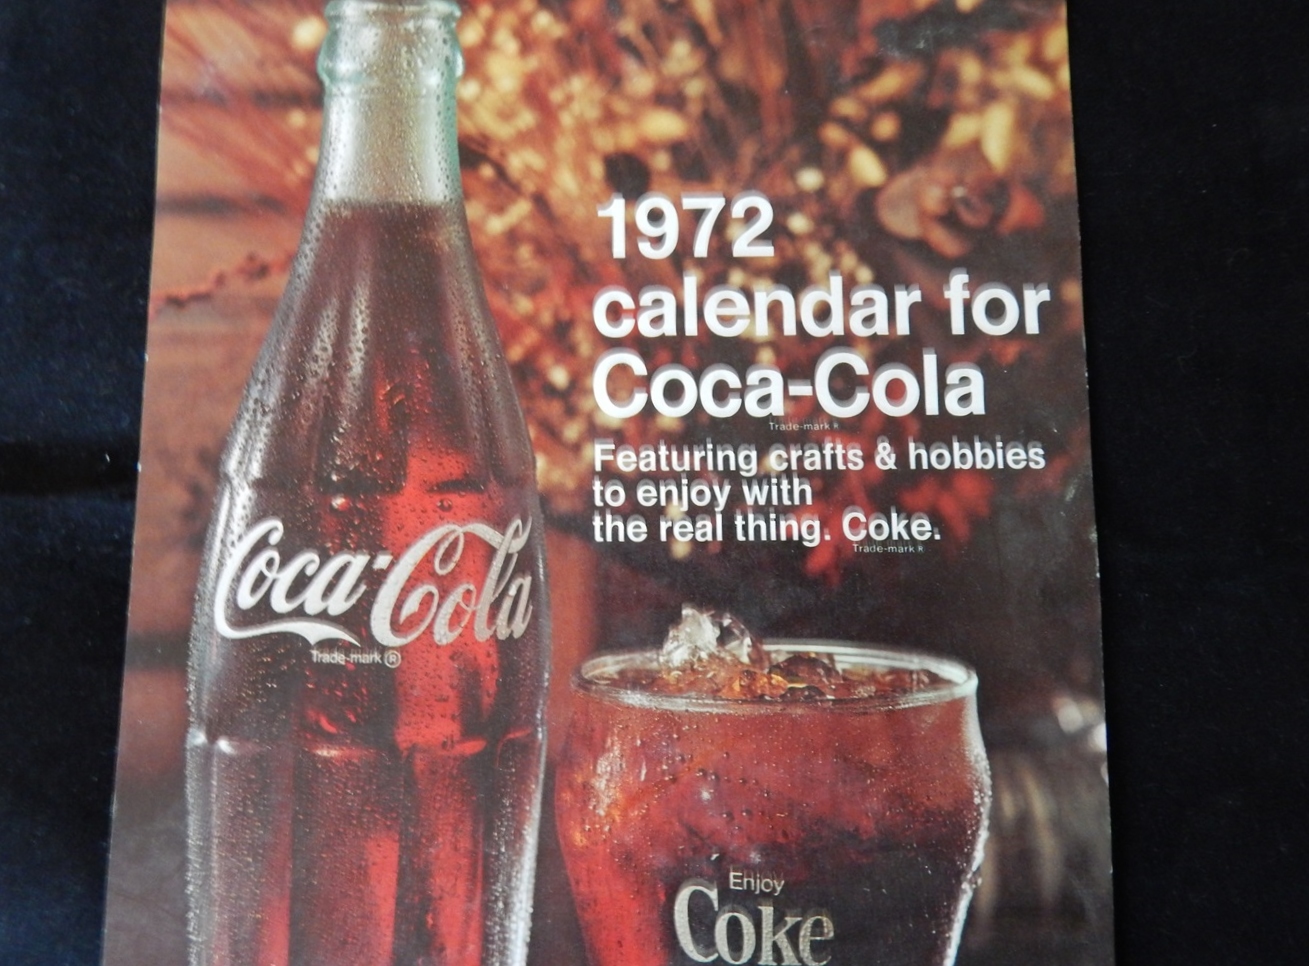 1972
calendar for
Coca-Cola
Trade-mark ®
Featuring crafts & hobbies
to enjoy with
the real thing. Coke.
Trade-mark ®
Coca-Cola
Trade-mark ®
Enjoy
Coke